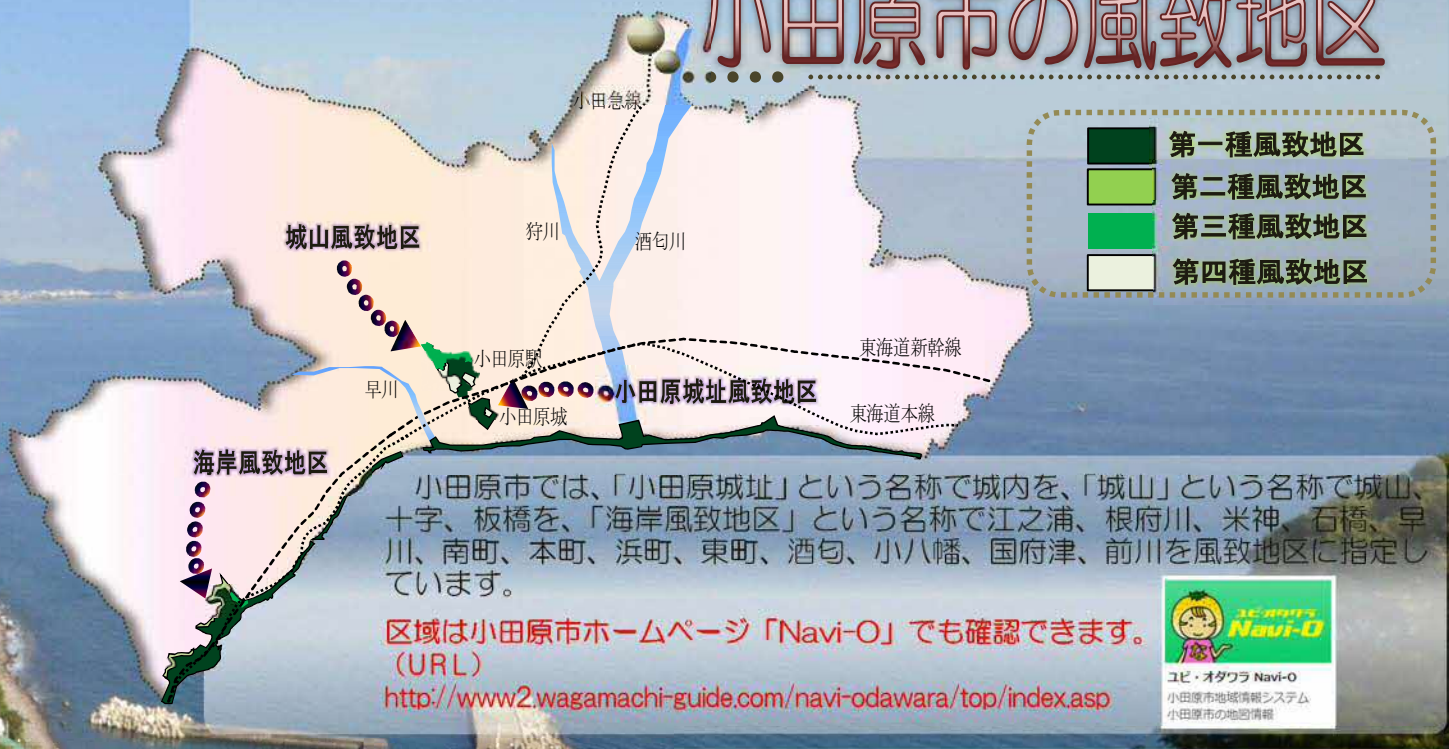 小田原市の風致地区
第一種風致地区
第二種風致地区
第三種風致地区
第四種風致地区
小田急線
狩川
酒匂川
城山風致地区
小田原駅
東海道新幹線
早川
小田原城址風致地区
小田原城
東海道本線
海岸風致地区
小田原市では、「小田原城址」という名称で城内を、「城山」という名称で城山、
十字、板橋を、「海岸風致地区」という名称で江之浦、根府川、米神、石橋、早
川、南町、本町、浜町、東町、酒匂、小八幡、国府津、前川を風致地区に指定し
ています。
区域は小田原市ホームページ「Navi-O」でも確認できます。
（URL）
http://www2.wagamachi-guide.com/navi-odawara/top/index.asp
ユビ・オダワラ
Navi-O
な
ユビ・オダワラ Navi-O
小田原市地域情報システム
小田原市の地図情報